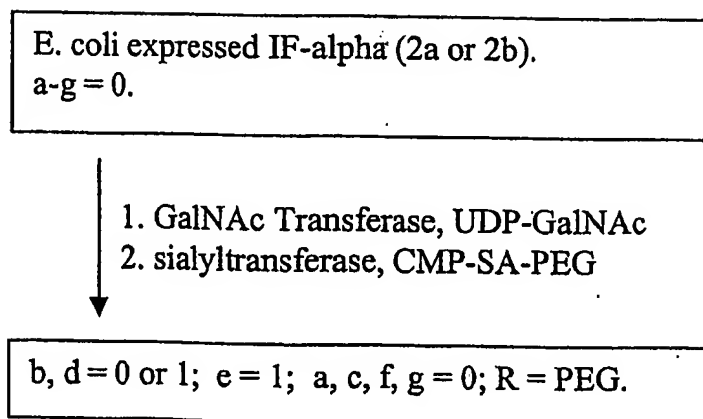 E. coli expressed IF-alpha (2a or 2b).
a-g = 0.
1. GalNAc Transferase, UDP-GalNAc
2. sialyltransferase, CMP-SA-PEG
b, d = 0 or 1; e = 1; a, c, f, g = 0; R = PEG.